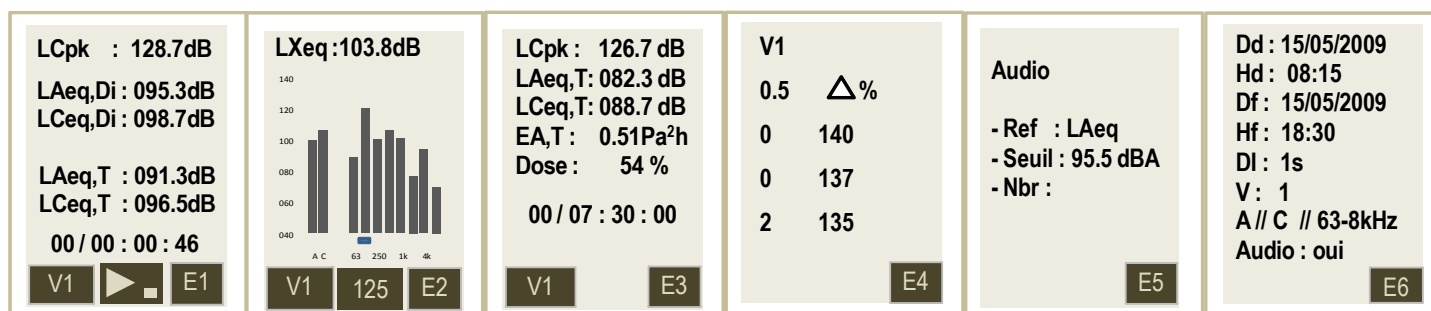 LCpk : 128.7dB
LAeq,Di : 095.3dB
LCeq,Di : 098.7dB
LAeq,T : 091.3dB
LCeq,T : 096.5dB
00 / 00 : 00 : 46
V1
E1
LXeq :103.8dB
140
120
100
080
060
040
A C 63 250 1k 4k
V1
125
E2
LCpk : 126.7 dB
LAeq,T: 082.3 dB
LCeq,T: 088.7 dB
EA,T : 0.51Pa²h
Dose : 54 %
00 / 07 : 30 : 00
V1
E3
V1
0.5 △%
0 140
0 137
2 135
E4
Audio
- Ref : LAeq
- Seuil : 95.5 dBA
- Nbr :
E5
Dd : 15/05/2009
Hd : 08:15
Df : 15/05/2009
Hf : 18:30
DI : 1s
V : 1
A // C // 63-8kHz
Audio : oui
E6